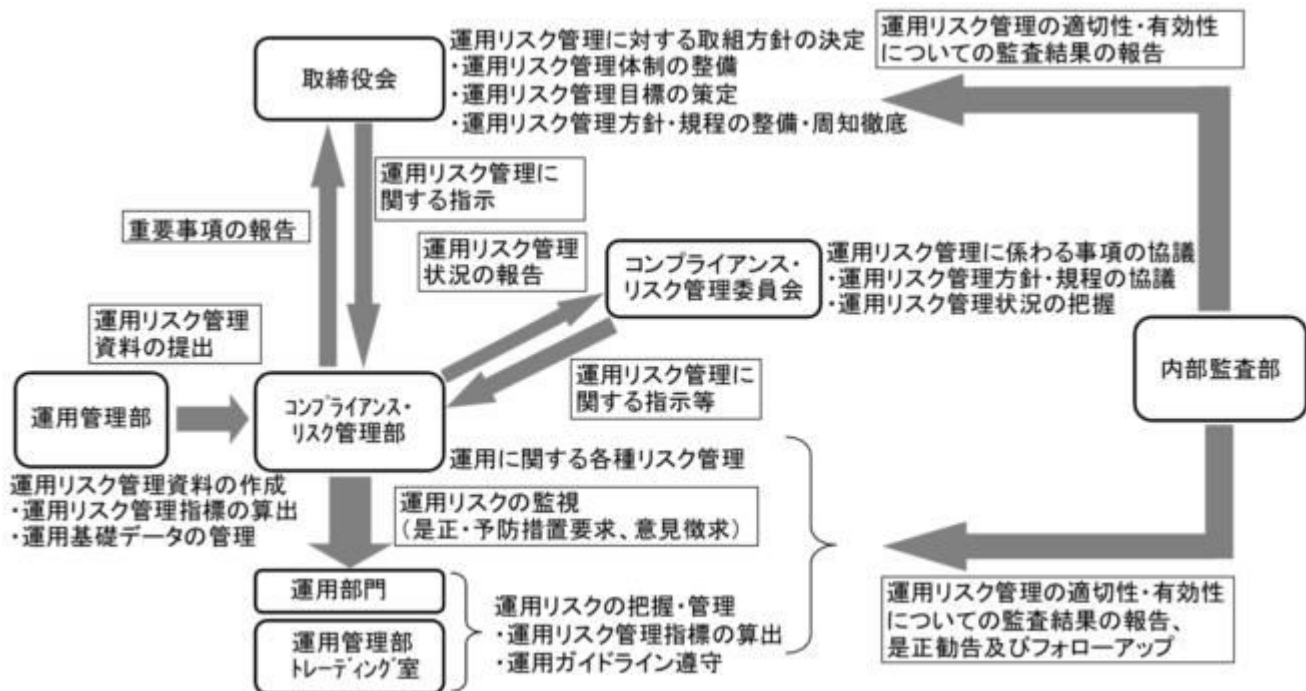 取締役会
運用リスク管理に対する取組方針の決定
・運用リスク管理体制の整備
・運用リスク管理目標の策定
・運用リスク管理方針・規程の整備・周知徹底
運用リスク管理の適切性・有効性
についての監査結果の報告
運用リスク管理に
関する指示
重要事項の報告
運用リスク管理
状況の報告
コンプライアンス・
リスク管理委員会
運用リスク管理に係わる事項の協議
・運用リスク管理方針・規程の協議
・運用リスク管理状況の把握
運用リスク管理
資料の提出
内部監査部
運用リスク管理に
関する指示等
運用管理部
コンプライアンス・
リスク管理部
運用に関する各種リスク管理
運用リスク管理資料の作成
・運用リスク管理指標の算出
・運用基礎データの管理
運用リスクの監視
(是正・予防措置要求、意見徴求)
運用部門
運用管理部
トレーディング室
運用リスクの把握・管理
・運用リスク管理指標の算出
・運用ガイドライン遵守
運用リスク管理の適切性・有効性
についての監査結果の報告、
是正勧告及びフォローアップ